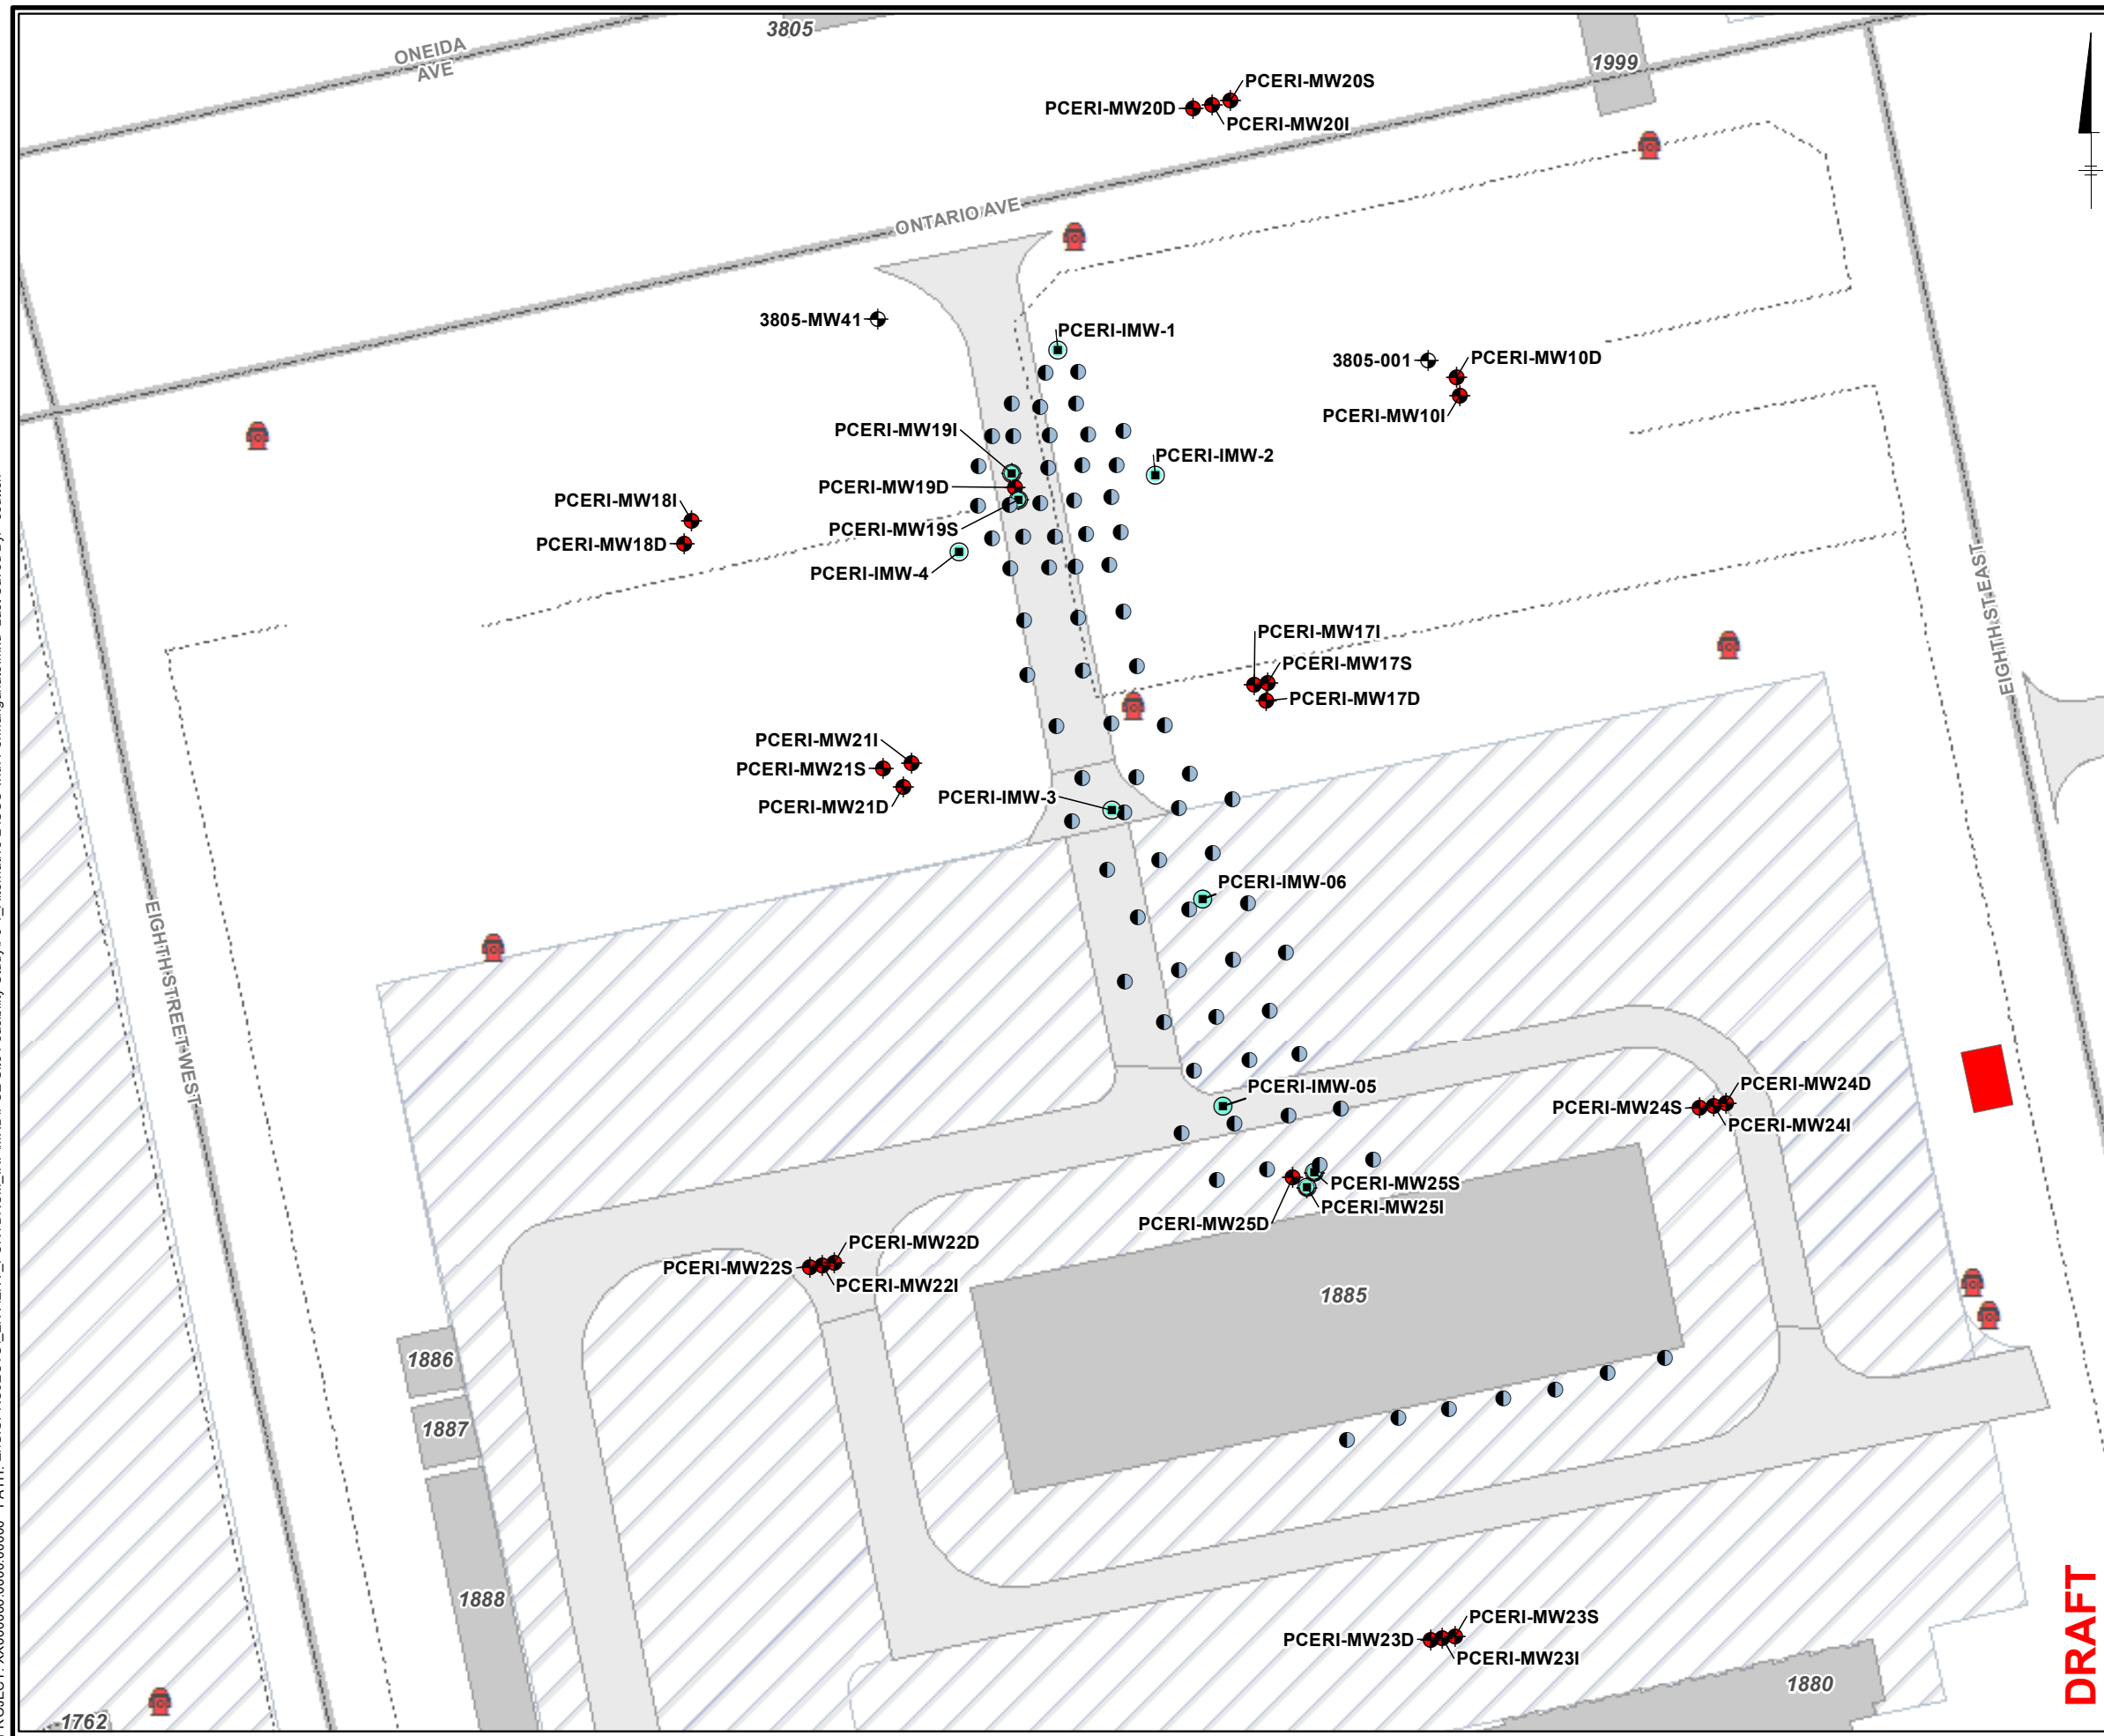 3805
ONEIDA
AVE
1999
PCERI-MW20S
PCERI-MW20D
PCERI-MW20I
ONTARIO AVE
3805-MW41
PCERI-IMW-1
3805-001
PCERI-MW10D
PCERI-MW10I
PCERI-MW19I
PCERI-IMW-2
PCERI-MW19D
PCERI-MW18I
PCERI-MW19S
PCERI-MW18D
PCERI-IMW-4
EIGHTH ST EAST
PCERI-MW17I
PCERI-MW17S
PCERI-MW17D
PCERI-MW21I
PCERI-MW21S
PCERI-MW21D
PCERI-IMW-3
PCERI-IMW-06
EIGHTH STREET WEST
PCERI-IMW-05
PCERI-MW24D
PCERI-MW24S
PCERI-MW24I
PCERI-MW25S
PCERI-MW25I
PCERI-MW25D
PCERI-MW22D
PCERI-MW22S
PCERI-MW22I
1885
1886
1887
1888
PCERI-MW23S
PCERI-MW23D
PCERI-MW23I
1880
1762
DRAFT